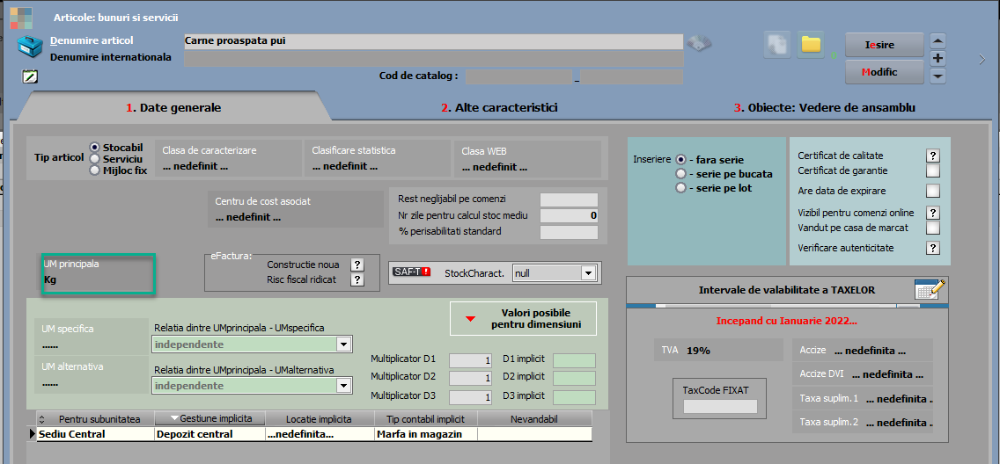 Articole: bunuri si servicii
Denumire articol
Carne proaspata pui
Denumire internationala
Cod de catalog :
_
0
Iesire
Modific
1. Date generale
2. Alte caracteristici
3. Obiecte: Vedere de ansamblu
Tip articol
Stocabil
Serviciu
Mijloc fix
Clasa de caracterizare
... nedefinit ...
Clasificare statistica
... nedefinit ...
Clasa WEB
... nedefinit ...
Centru de cost asociat
... nedefinit ...
Rest neglijabil pe comenzi
Nr zile pentru calcul stoc mediu 0
% perisabilitati standard
UM principala
Kg
eFactura:
Constructie noua ?
Risc fiscal ridicat ?
SAF-T ! StockCharact. null
Inseriere
- fara serie
- serie pe bucata
- serie pe lot
Certificat de calitate ?
Certificat de garantie
Are data de expirare
Vizibil pentru comenzi online ?
Vandut pe casa de marcat
Verificare autenticitate ?
Valori posibile
pentru dimensiuni
UM specifica
......
Relatia dintre UMprincipala - UMspecifica
independente
UM alternativa
......
Relatia dintre UMprincipala - UMalternativa
independente
Multiplicator D1 1 D1 implicit
Multiplicator D2 1 D2 implicit
Multiplicator D3 1 D3 implicit
Intervale de valabilitate a TAXELOR
Incepand cu Ianuarie 2022...
TVA 19%
TaxCode FIXAT
Accize ... nedefinita ...
Accize DVI ... nedefinita ...
Taxa suplim.1 ... nedefinita ..
Taxa suplim.2 ... nedefinita ..
Pentru subunitatea Gestiune implicita Locatie implicita Tip contabil implicit Nevandabil
Sediu Central Depozit central ...nedefinita... Marfa in magazin